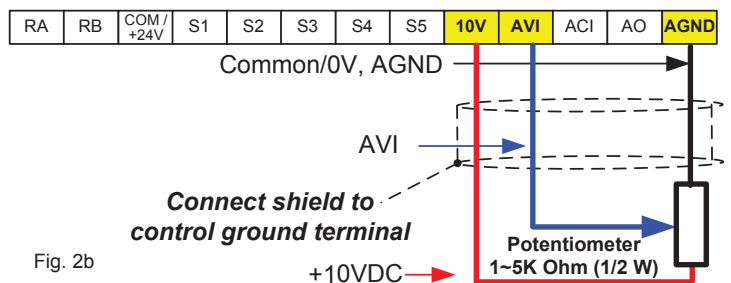 RA RB COM / +24V S1 S2 S3 S4 S5 10V AVI ACI AO AGND
Common/0V, AGND
AVI
Connect shield to
control ground terminal
Potentiometer
1~5K Ohm (1/2 W)
Fig. 2b
+10VDC